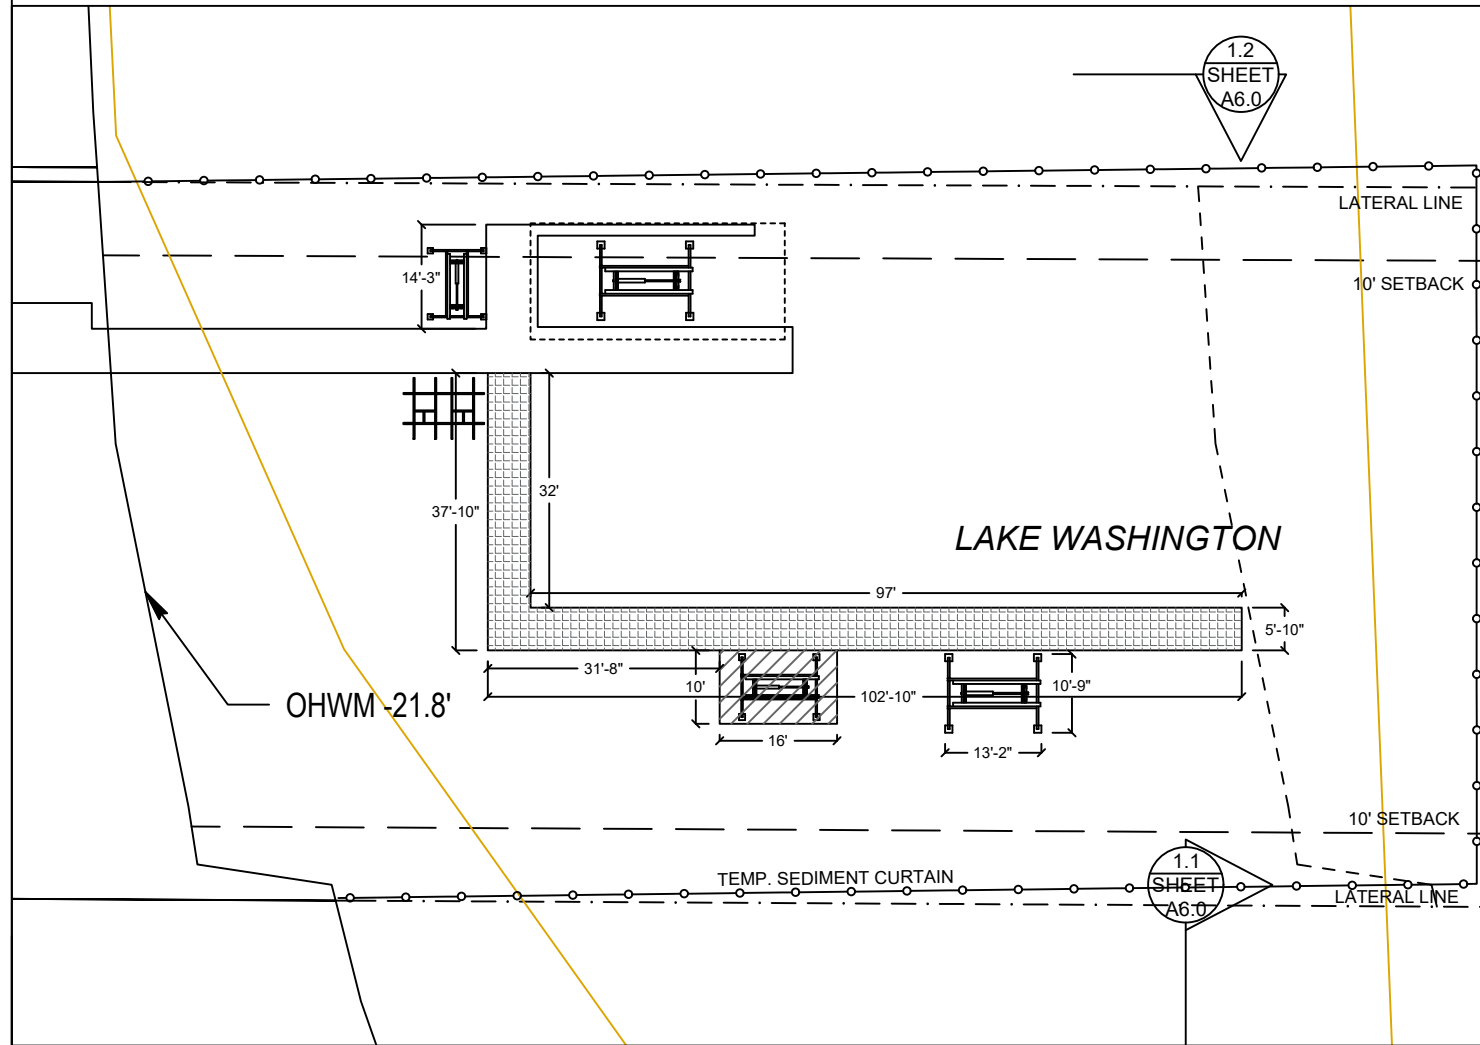 1.2
SHEET
A6.0
LATERAL LINE
14'-3"
10' SETBACK
32'
37'-10"
LAKE WASHINGTON
97'
5'-10"
31'-8"
10'
102'-10"
10'-9"
OHWM -21.8'
16'
13'-2"
10' SETBACK
1.1
SHEET
A6.0
TEMP. SEDIMENT CURTAIN
LATERAL LINE